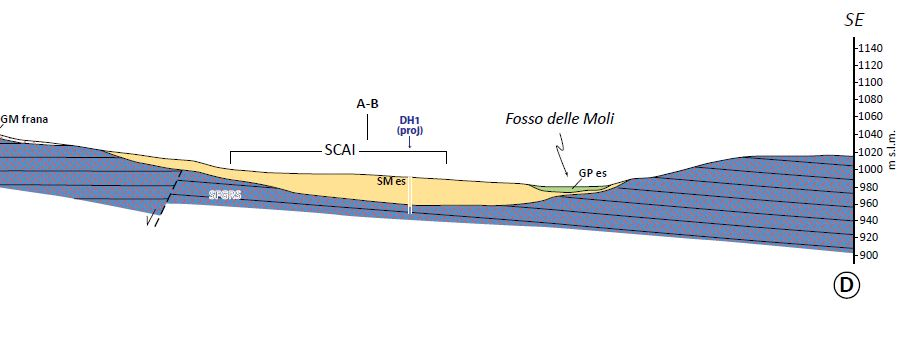 SE
1140
1120
1100
1080
1060
1040
1020
1000
980
960
940
920
900
m s.l.m.
A-B
DH1
(proj)
Fosso delle Moli
GM frana
SCAI
GP es
SM es
SFGRS
D